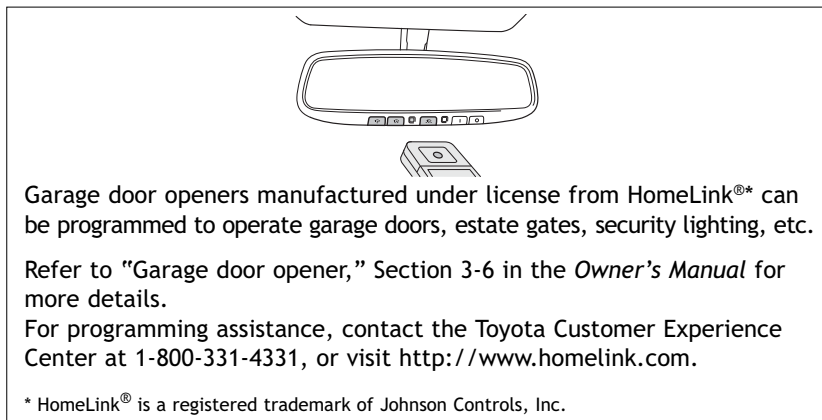 Garage door openers manufactured under license from HomeLink®* can
be programmed to operate garage doors, estate gates, security lighting, etc.
Refer to “Garage door opener,” Section 3-6 in the Owner’s Manual for
more details.
For programming assistance, contact the Toyota Customer Experience
Center at 1-800-331-4331, or visit http://www.homelink.com.
* HomeLink® is a registered trademark of Johnson Controls, Inc.